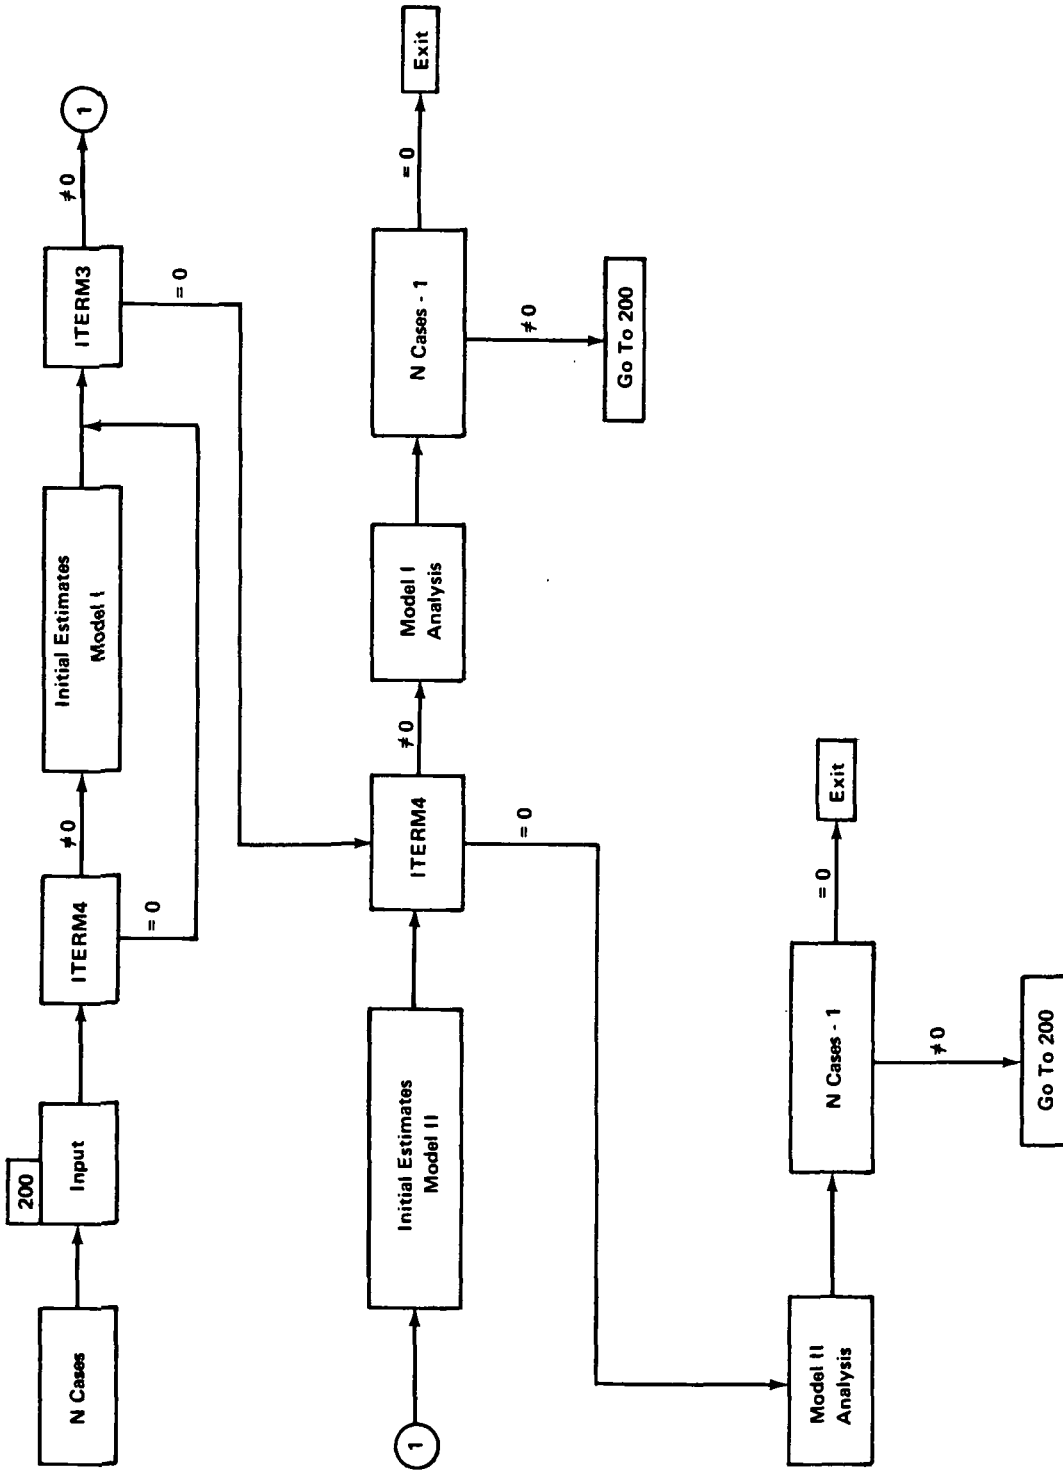 N Cases
200
Input
ITERM4
≠ 0
= 0
Initial Estimates
Model I
ITERM3
≠ 0
= 0
1
1
Initial Estimates
Model II
ITERM4
≠ 0
= 0
Model I
Analysis
N Cases - 1
= 0
≠ 0
Exit
Go To 200
Model II
Analysis
N Cases - 1
= 0
≠ 0
Exit
Go To 200